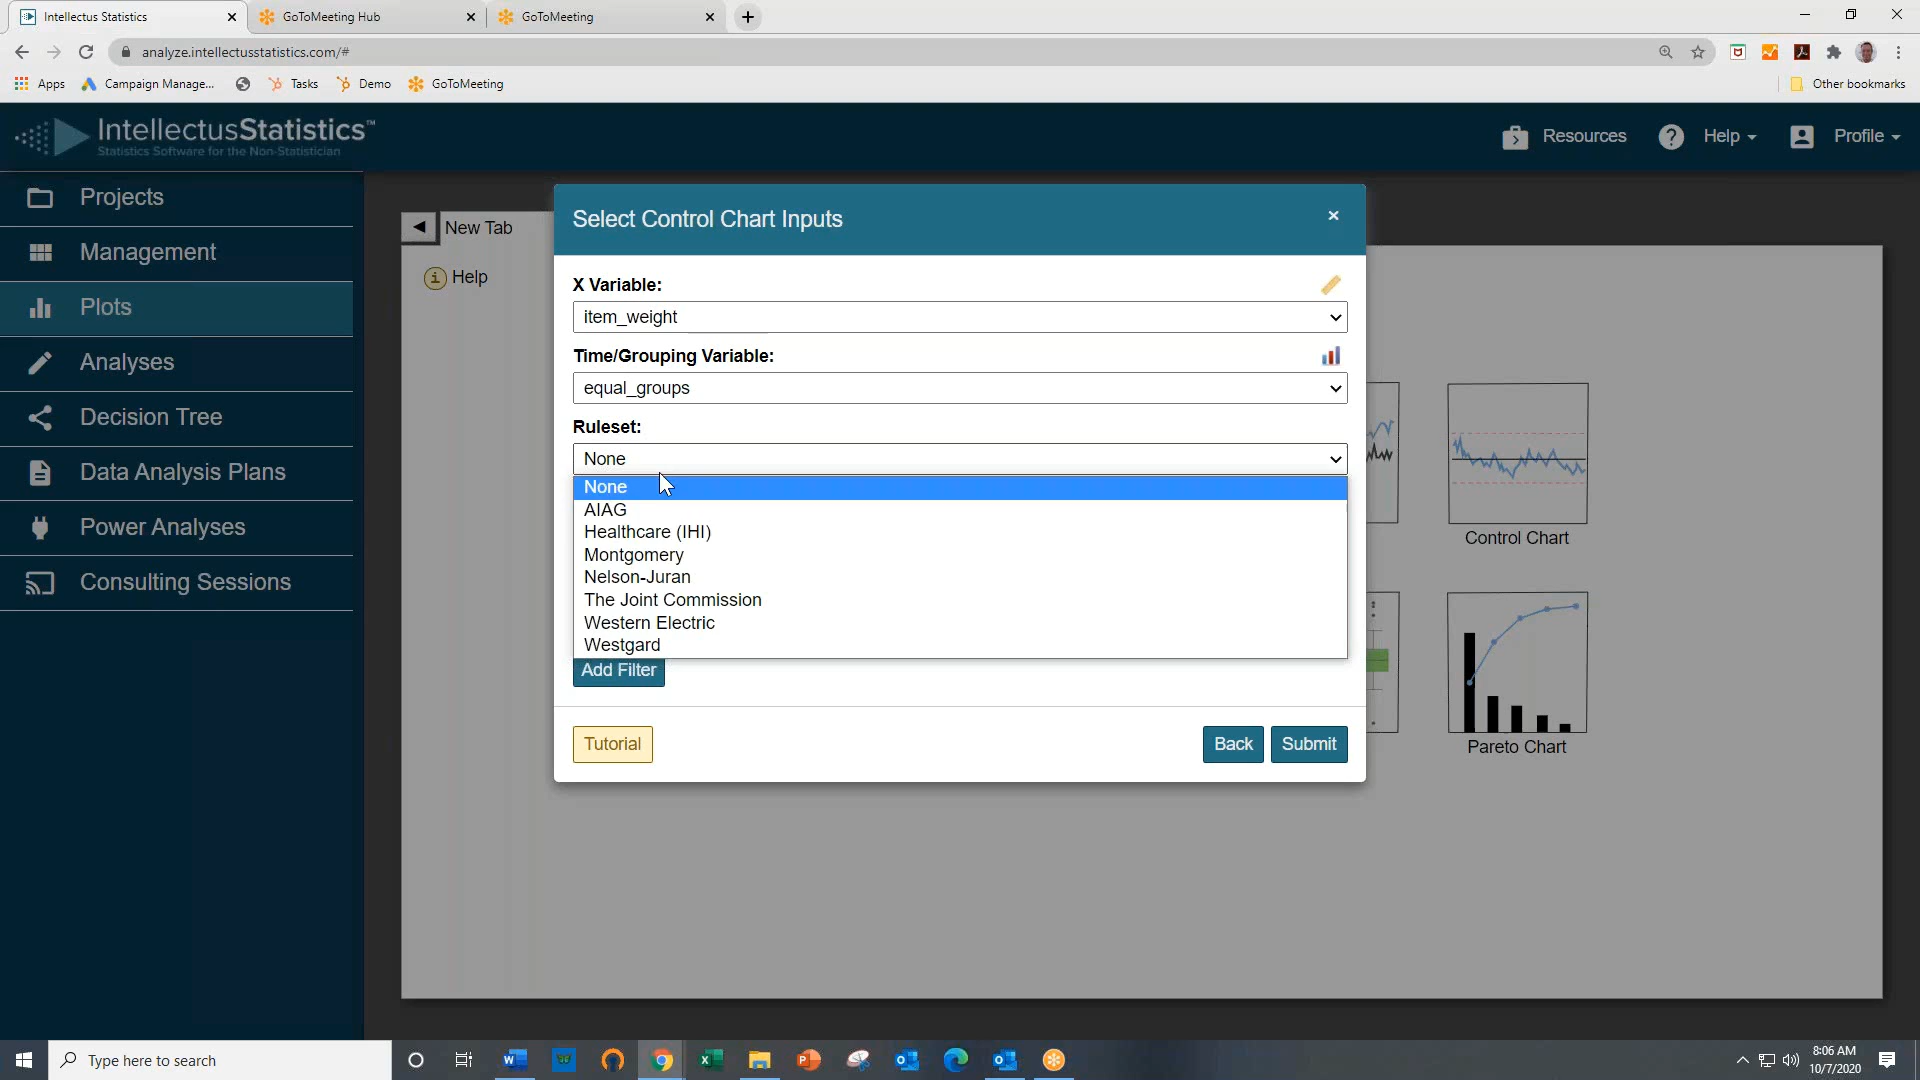 Intellectus Statistics
GoToMeeting Hub
GoToMeeting
analyze.intellectusstatistics.com/#
Apps
Campaign Manage...
Tasks
Demo
GoToMeeting
Other bookmarks
IntellectusStatistics™
Statistics Software for the Non-Statistician
Resources
Help
Profile
Projects
Management
Plots
Analyses
Decision Tree
Data Analysis Plans
Power Analyses
Consulting Sessions
New Tab
Help
Select Control Chart Inputs
X Variable:
item_weight
Time/Grouping Variable:
equal_groups
Ruleset:
None
None
AIAG
Healthcare (IHI)
Montgomery
Nelson-Juran
The Joint Commission
Western Electric
Westgard
Add Filter
Tutorial
Back
Submit
Control Chart
Pareto Chart
Type here to search
8:06 AM
10/7/2020